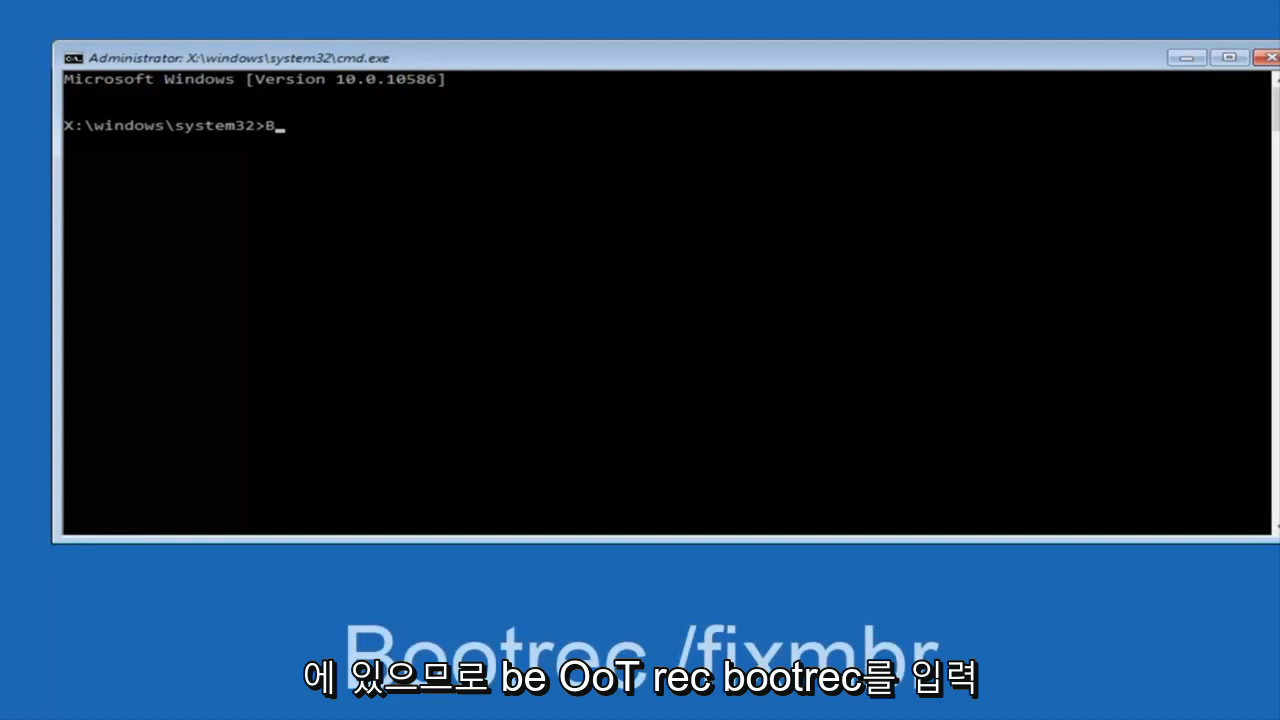 Administrator: X:\windows\system32\cmd.exe
Microsoft Windows [Version 10.0.10586]
X:\windows\system32>B_
Bootrec /fixmbr
에 있으므로 be OoT rec bootrec를 입력